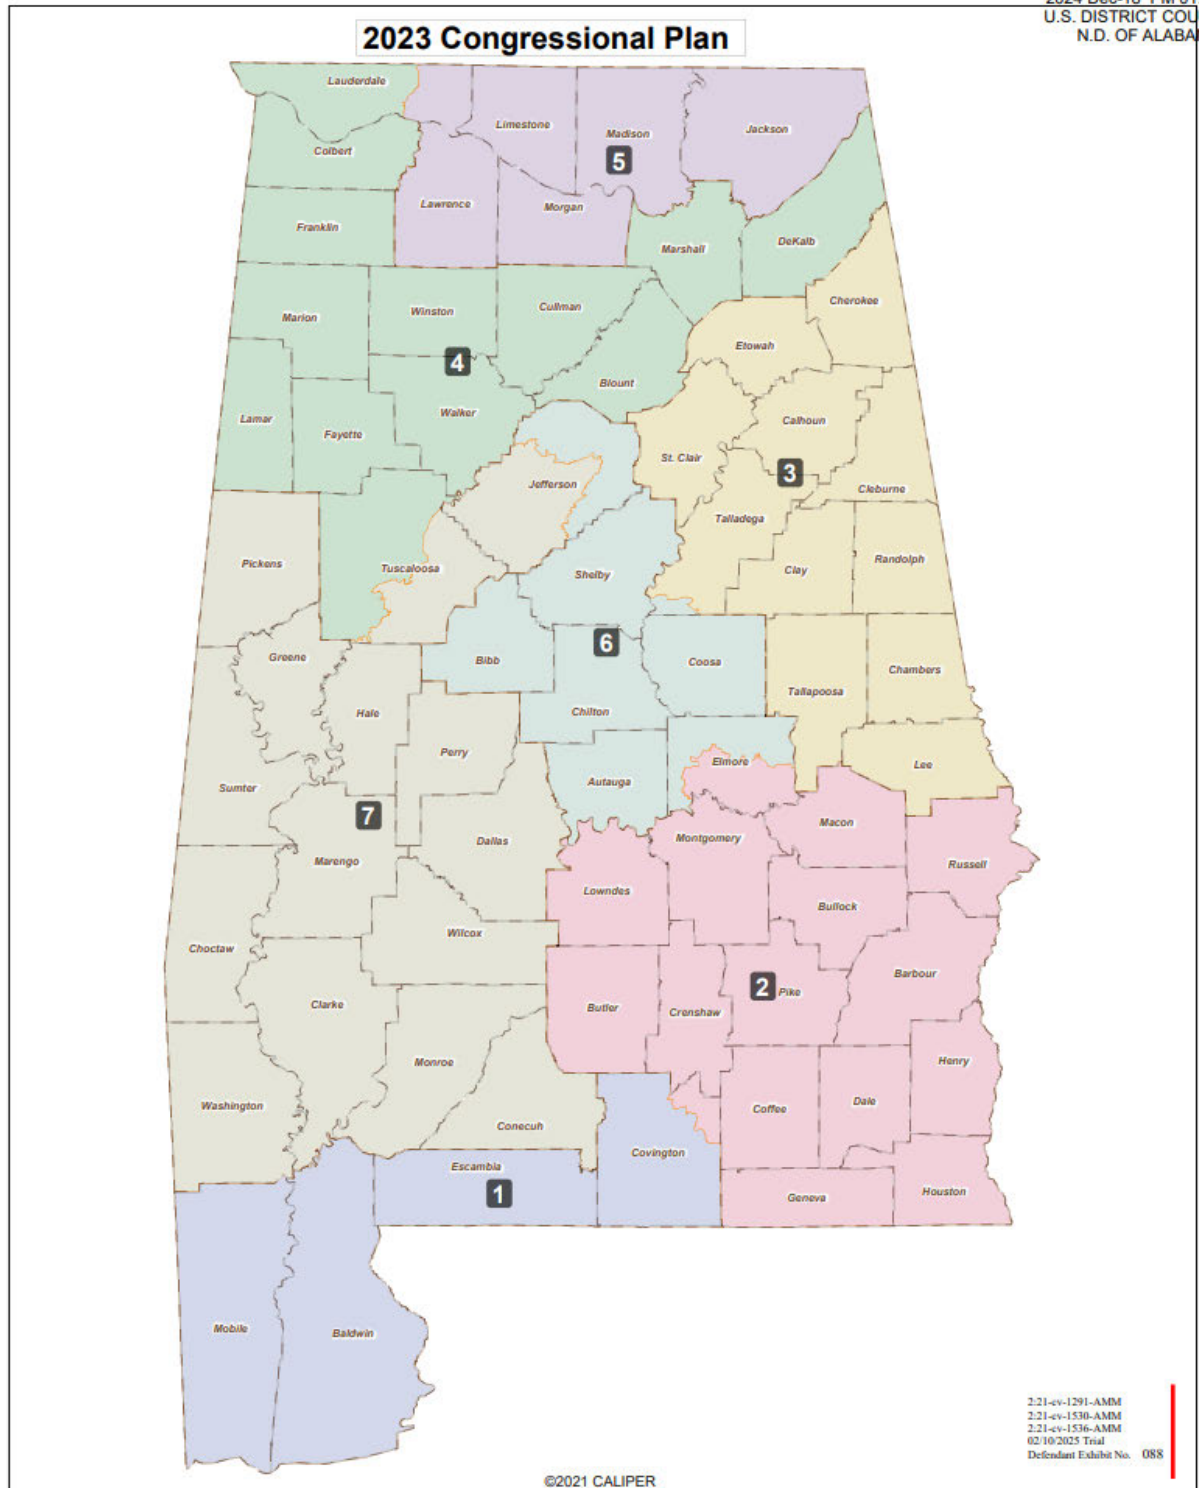 U.S. DISTRICT COU
N.D. OF ALABA
2023 Congressional Plan
Lauderdale
Limestone
Madison
Jackson
Colbert
5
Lawrence
Morgan
Franklin
Marshall
DeKalb
Marion
Winston
Cullman
Cherokee
Etowah
4
Blount
Lamar
Fayette
Walker
Calhoun
St. Clair
3
Jefferson
Cleburne
Talladega
Pickens
Tuscaloosa
Shelby
Clay
Randolph
Greene
6
Bibb
Coosa
Chambers
Tallapoosa
Hale
Chilton
Perry
Elmore
Lee
Sumter
Autauga
7
Macon
Marengo
Dallas
Montgomery
Russell
Lowndes
Bullock
Choctaw
Wilcox
Barbour
Clarke
Butler
Crenshaw
2 Pike
Monroe
Henry
Washington
Coffee
Dale
Conecuh
Covington
Escambia
1
Geneva
Houston
Mobile
Baldwin
2:21-cv-1291-AMM
2:21-cv-1530-AMM
2:21-cv-1536-AMM
02/10/2025 Trial
Defendant Exhibit No. 088
©2021 CALIPER